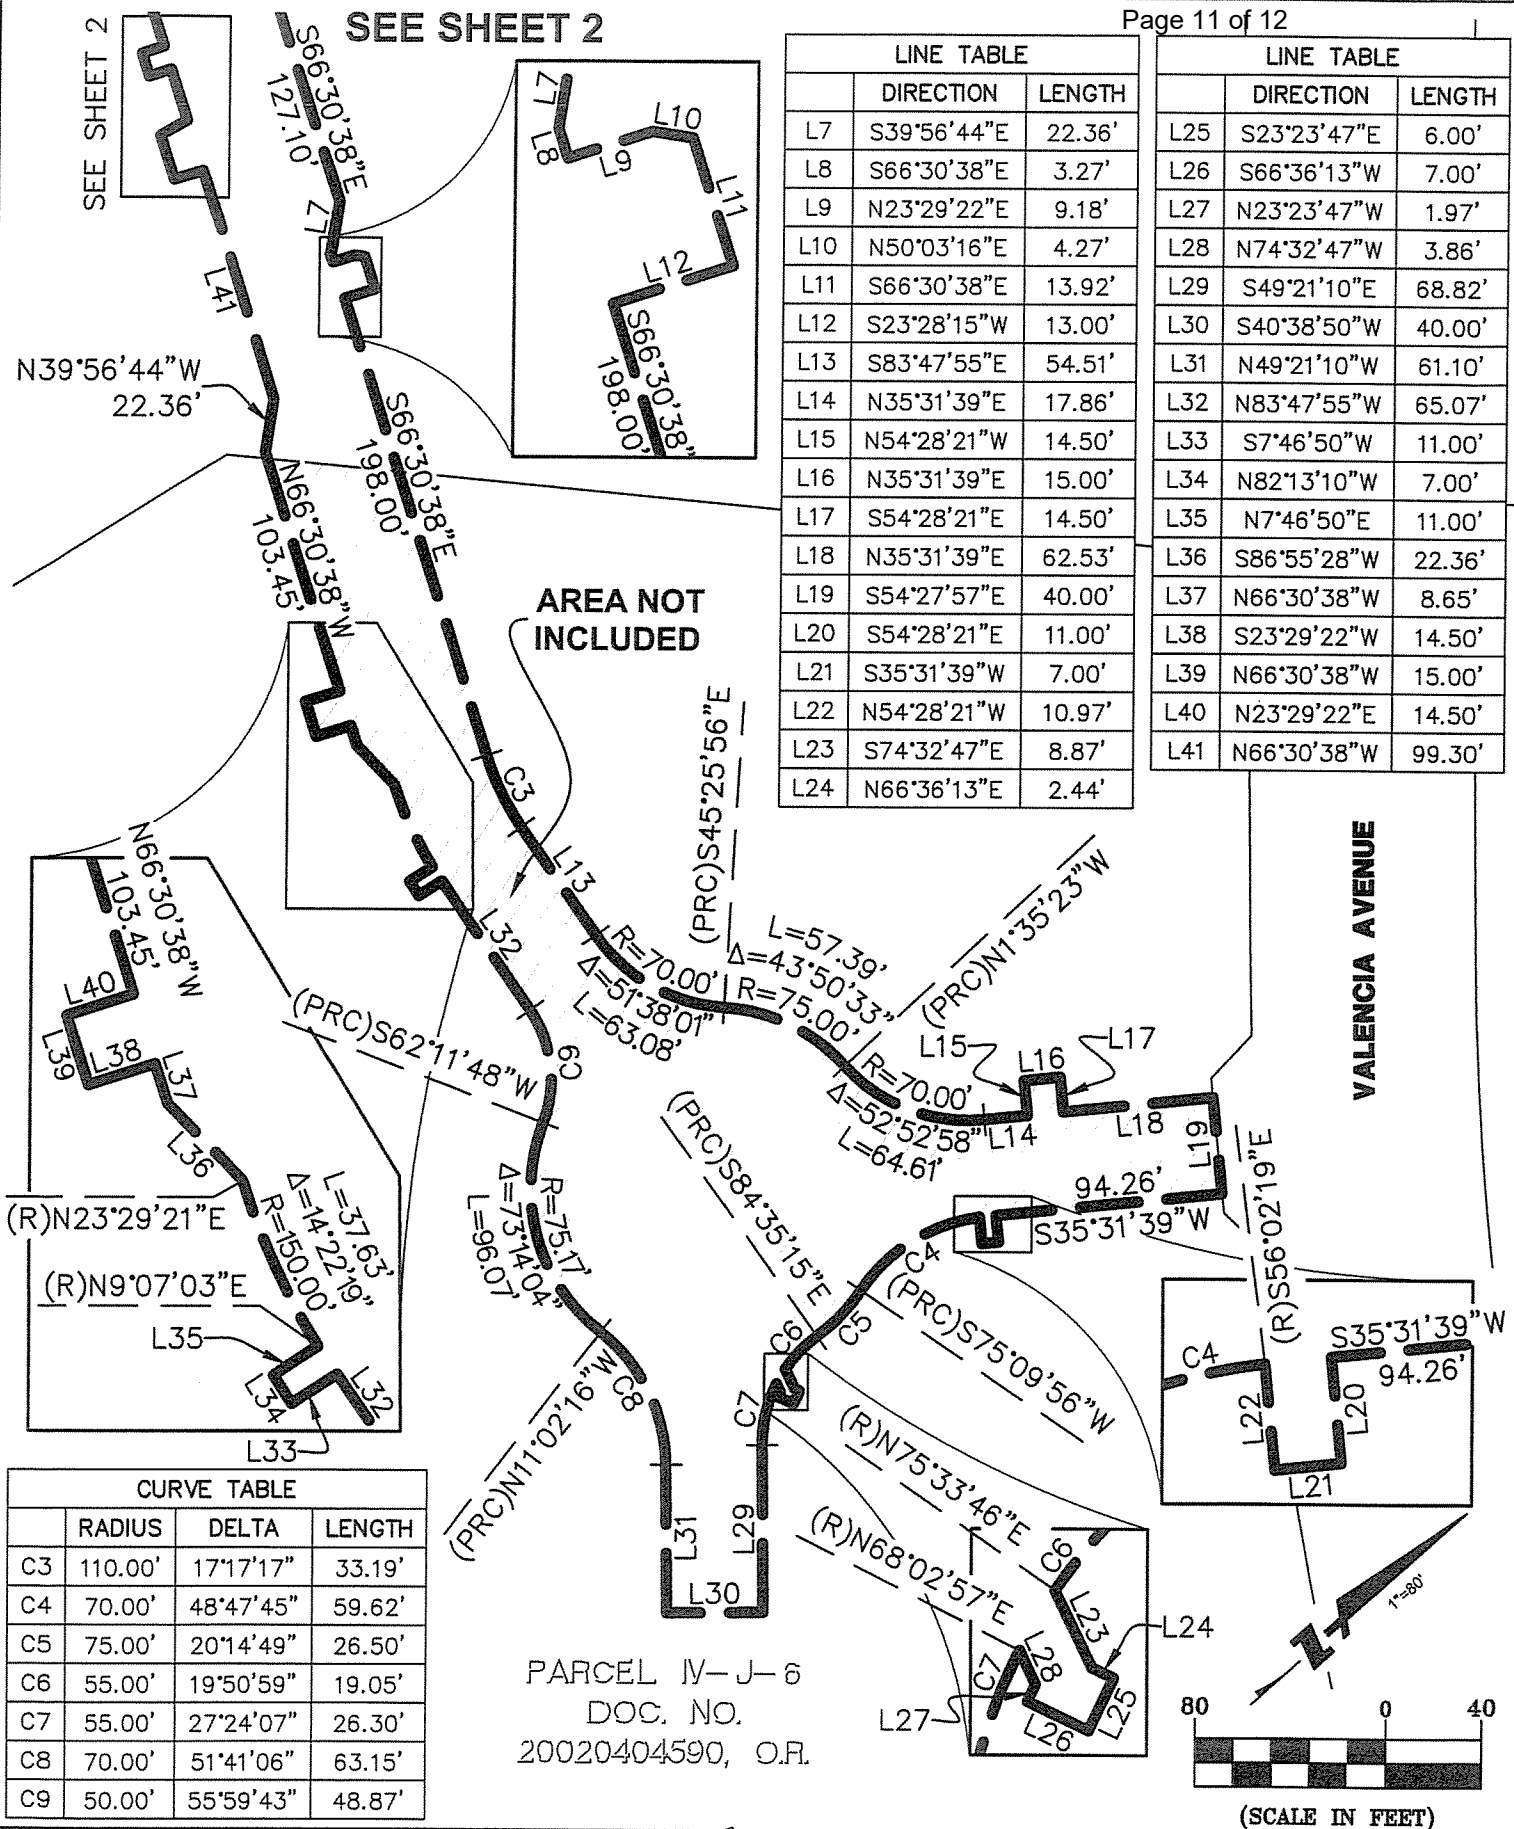 Page 11 of 12
SEE SHEET 2
SEE SHEET 2
S66°30'38"E
127.10'
L7
L41
N39°56'44"W
22.36'
L7
L8
L9
L10
L11
L12
S66°30'38"
198.00'
S66°30'38"E
198.00'
N66°30'38"W
103.45'
AREA NOT
INCLUDED
LINE TABLE
DIRECTION LENGTH
L7 S39°56'44"E 22.36'
L8 S66°30'38"E 3.27'
L9 N23°29'22"E 9.18'
L10 N50°03'16"E 4.27'
L11 S66°30'38"E 13.92'
L12 S23°28'15"W 13.00'
L13 S83°47'55"E 54.51'
L14 N35°31'39"E 17.86'
L15 N54°28'21"W 14.50'
L16 N35°31'39"E 15.00'
L17 S54°28'21"E 14.50'
L18 N35°31'39"E 62.53'
L19 S54°27'57"E 40.00'
L20 S54°28'21"E 11.00'
L21 S35°31'39"W 7.00'
L22 N54°28'21"W 10.97'
L23 S74°32'47"E 8.87'
L24 N66°36'13"E 2.44'
LINE TABLE
DIRECTION LENGTH
L25 S23°23'47"E 6.00'
L26 S66°36'13"W 7.00'
L27 N23°23'47"W 1.97'
L28 N74°32'47"W 3.86'
L29 S49°21'10"E 68.82'
L30 S40°38'50"W 40.00'
L31 N49°21'10"W 61.10'
L32 N83°47'55"W 65.07'
L33 S7°46'50"W 11.00'
L34 N82°13'10"W 7.00'
L35 N7°46'50"E 11.00'
L36 S86°55'28"W 22.36'
L37 N66°30'38"W 8.65'
L38 S23°29'22"W 14.50'
L39 N66°30'38"W 15.00'
L40 N23°29'22"E 14.50'
L41 N66°30'38"W 99.30'
VALENCIA AVENUE
C3
L13
L32
(PRC)S45°25'56"E
R=70.00'
Δ=51°38'01"
L=63.08'
L=57.39'
Δ=43°50'33"
R=75.00'
(PRC)N1°35'23"W
R=70.00'
Δ=52°52'58"
L=64.61'
L14
L15
L16
L17
L18
L19
94.26'
S35°31'39"W
(R)S56°02'19"E
N66°30'38"W
103.45'
L40
L39
L38
L37
L36
(R)N23°29'21"E
L=37.63'
Δ=14°22'19"
R=150.00'
(R)N9°07'03"E
L35
L34
L33
L32
(PRC)S62°11'48"W
C9
R=75.17'
Δ=73°14'04"
L=96.07'
(PRC)N11°02'16"W
C8
L31
L30
L29
C7
C6
C5
C4
(PRC)S84°35'15"E
(PRC)S75°09'56"W
(R)N75°33'46"E
(R)N68°02'57"E
C6
L23
L24
L25
L26
L27
L28
C7
C4
L22
L21
L20
S35°31'39"W
94.26'
CURVE TABLE
RADIUS DELTA LENGTH
C3 110.00' 17°17'17" 33.19'
C4 70.00' 48°47'45" 59.62'
C5 75.00' 20°14'49" 26.50'
C6 55.00' 19°50'59" 19.05'
C7 55.00' 27°24'07" 26.30'
C8 70.00' 51°41'06" 63.15'
C9 50.00' 55°59'43" 48.87'
PARCEL IV-J-6
DOC. NO.
20020404590, O.R.
N
1"=80'
80 0 40
(SCALE IN FEET)